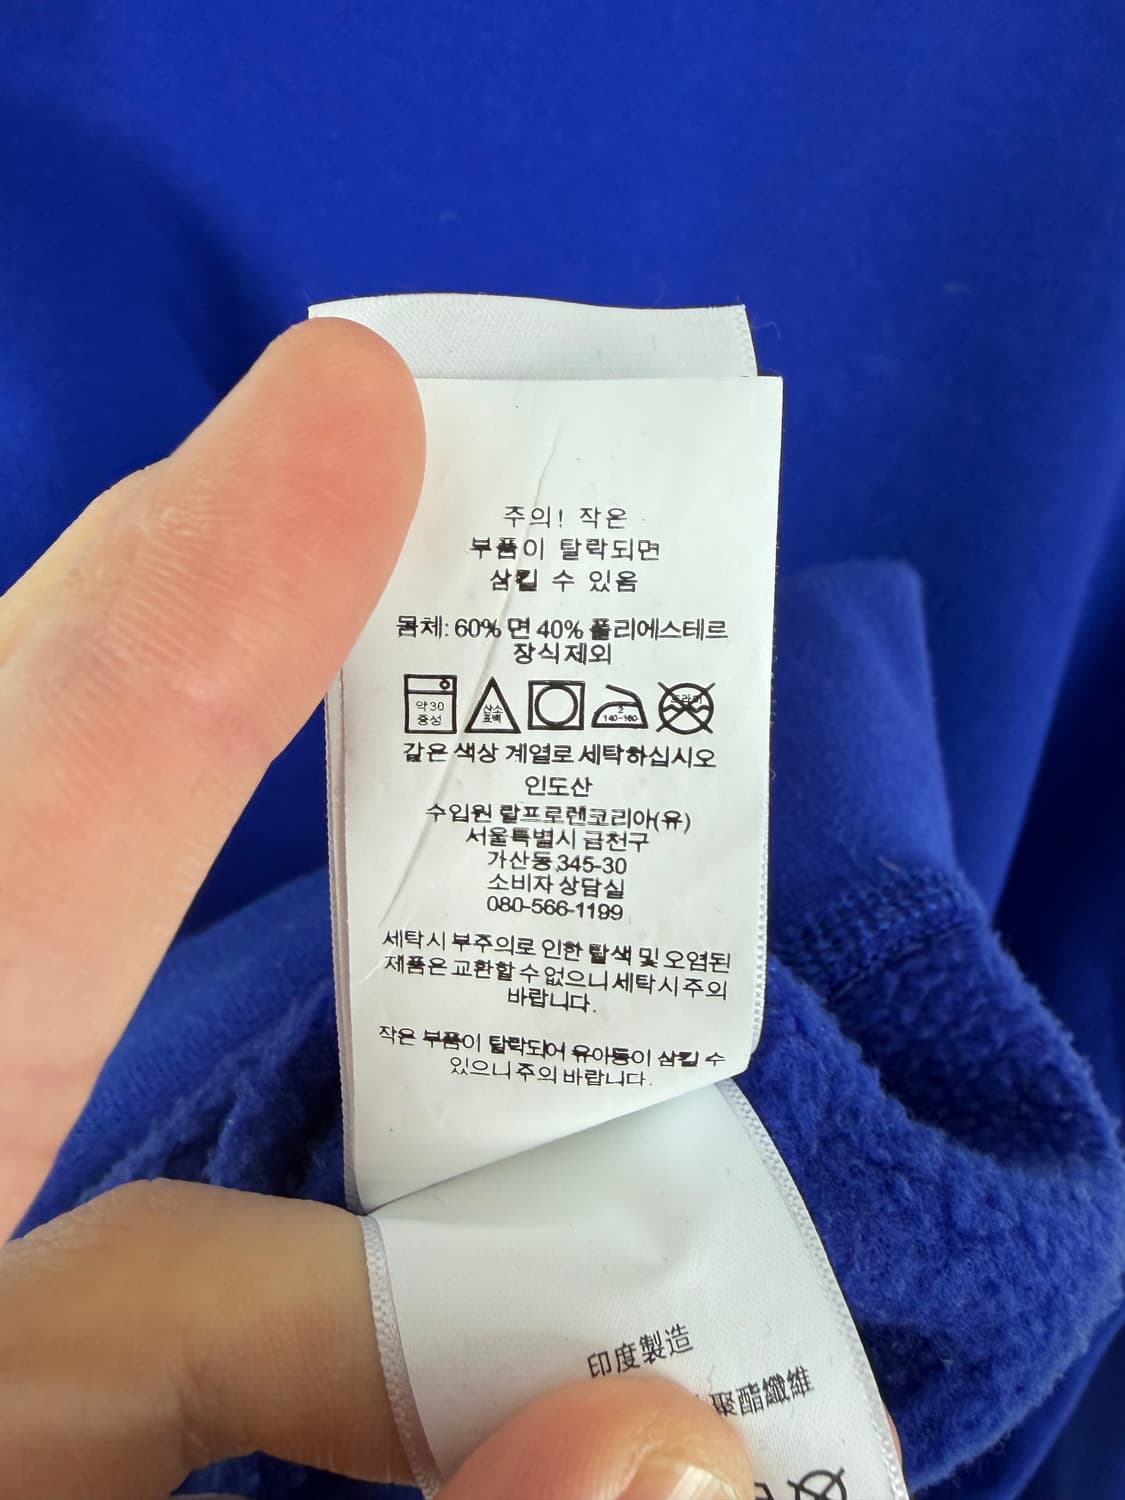 주의! 작은
부품이 탈락되면
삼킬 수 있음
몸체: 60% 면 40% 폴리에스테르
장식제외
약30
중성
산소
표백
2
140-160
드라이
같은 색상 계열로 세탁하십시오
인도산
수입원 랄프로렌코리아(유)
서울특별시 금천구
가산동 345-30
소비자 상담실
080-566-1199
세탁시 부주의로 인한 탈색 및 오염된
제품은 교환할 수 없으니 세탁시 주의
바랍니다.
작은 부품이 탈락되어 유아동이 삼킬 수
있으니 주의 바랍니다.
印度製造
聚酯纖維